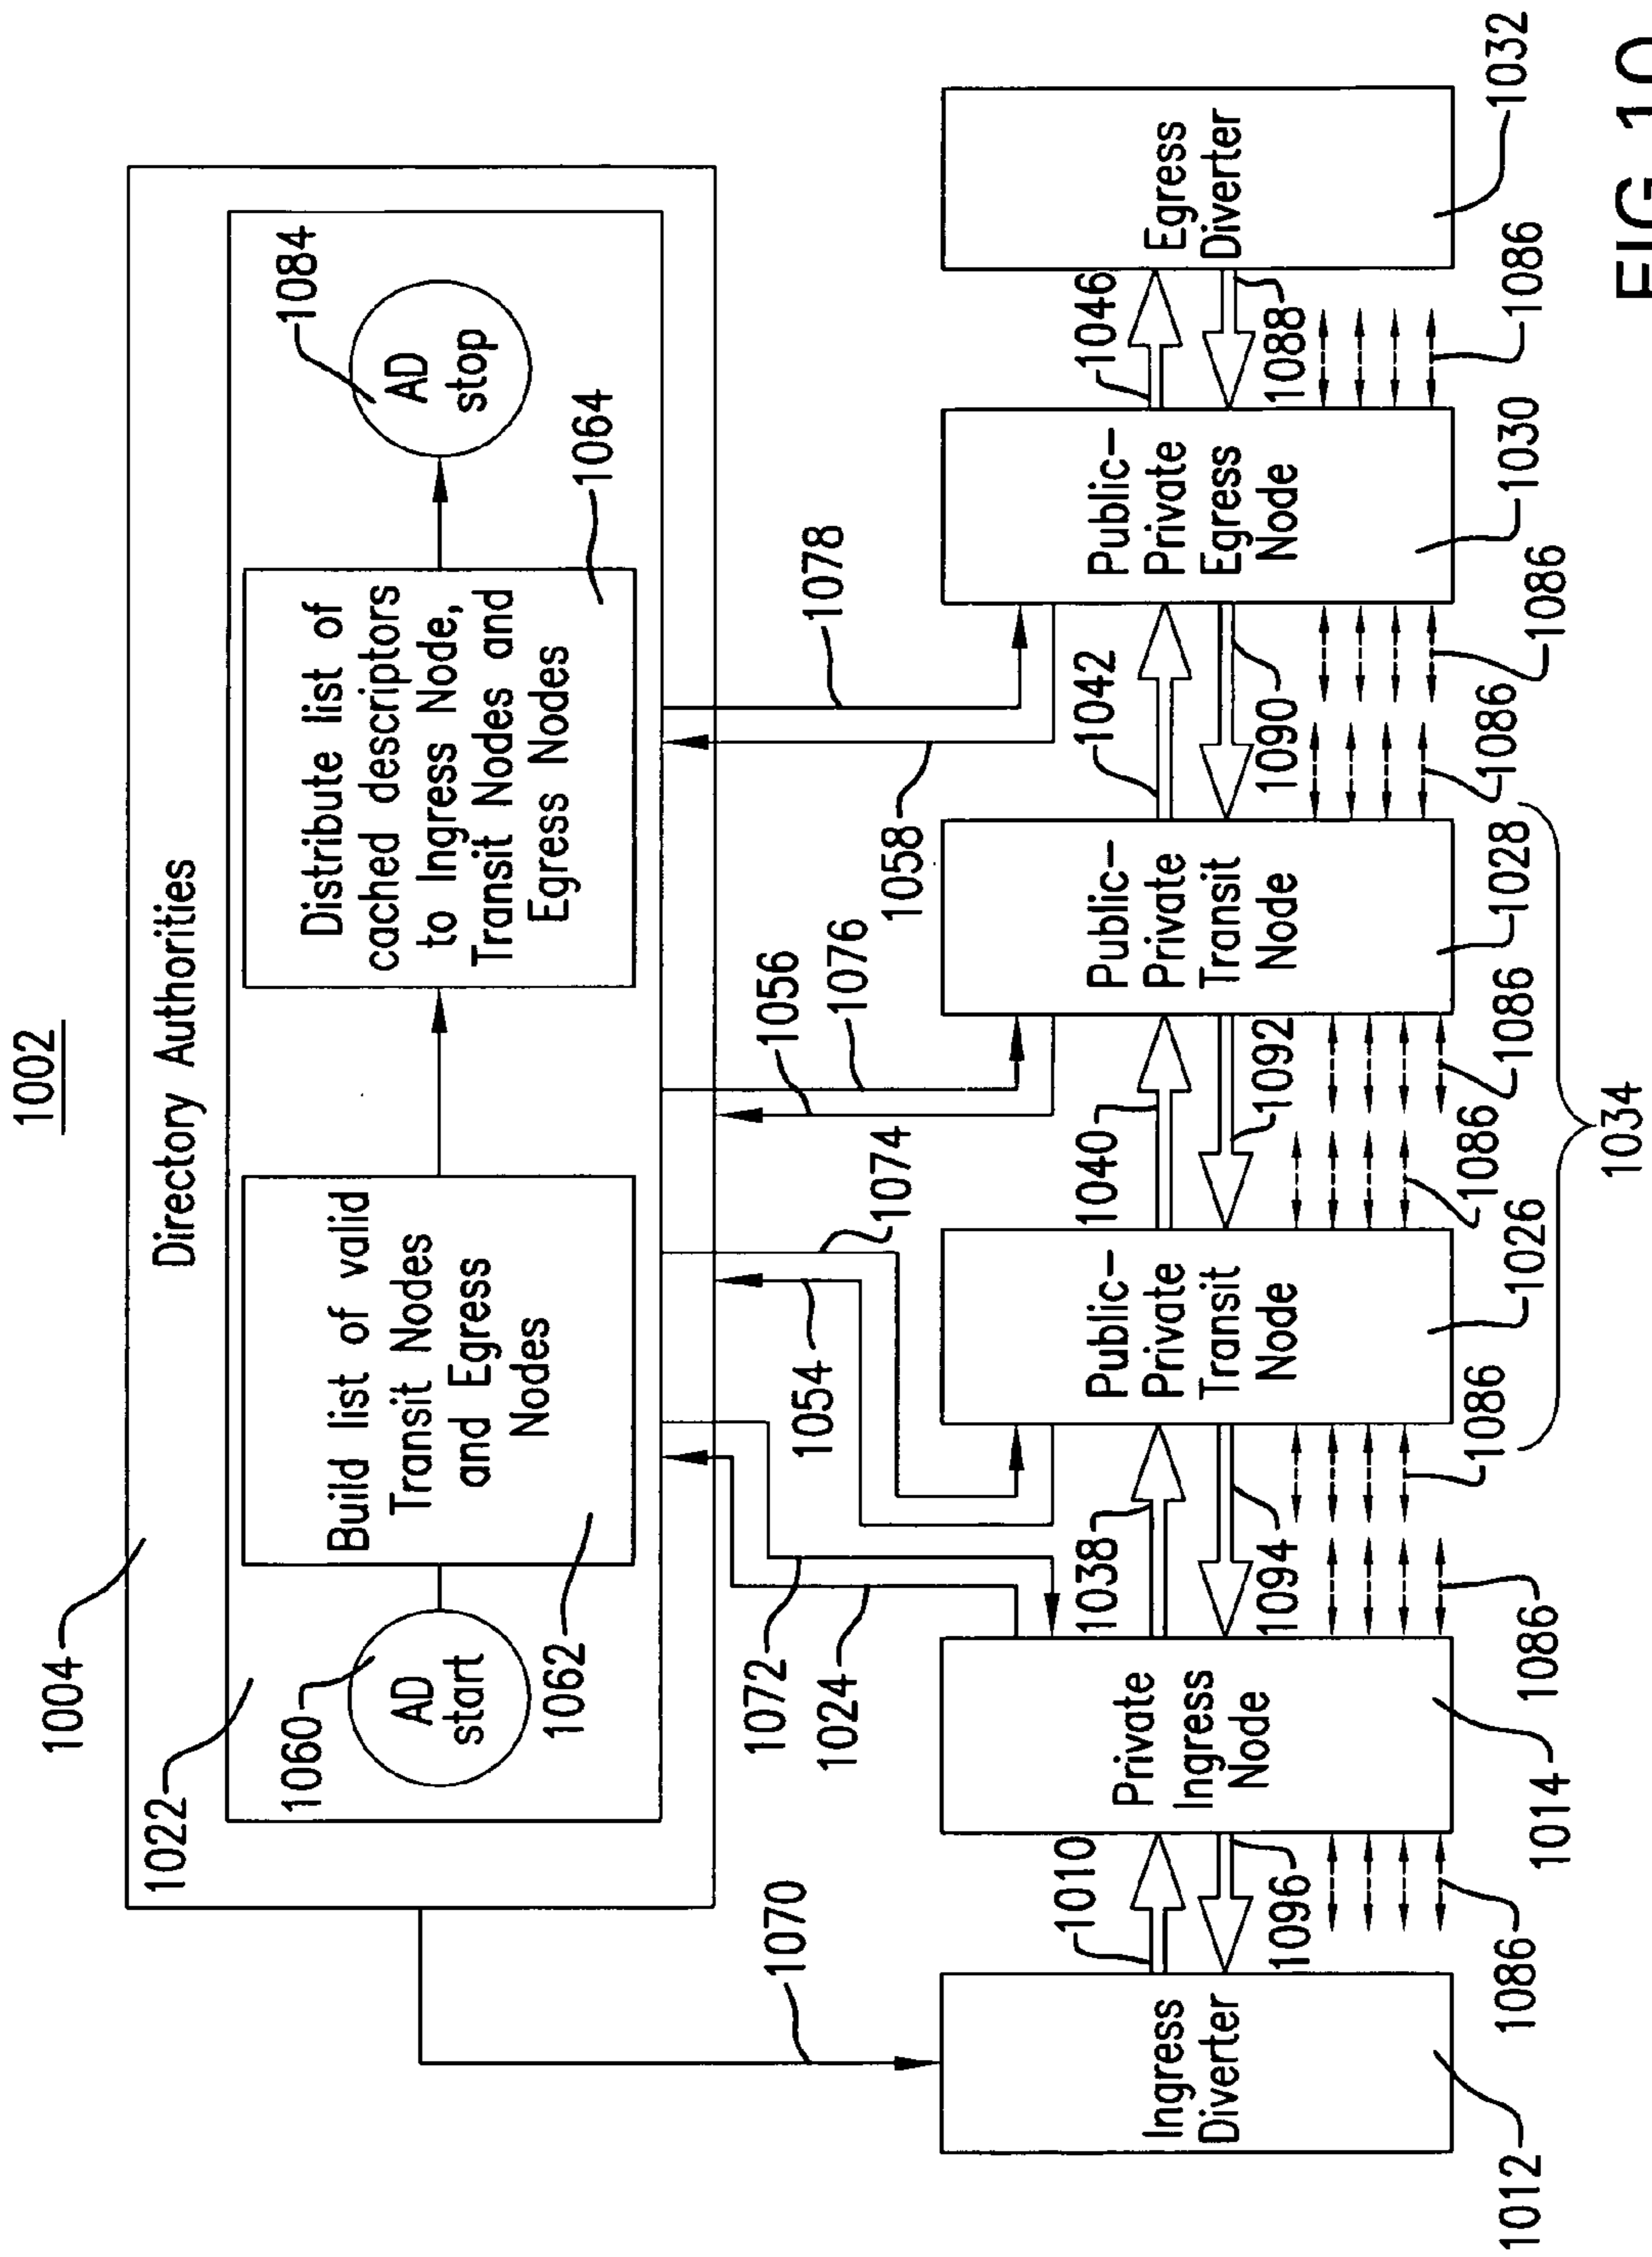 1002
1004
Directory Authorities
1022
1060
AD
start
1062
Build list of valid
Transit Nodes
and Egress
Nodes
Distribute list of
cached descriptors
to Ingress Node,
Transit Nodes and
Egress Nodes
1064
AD
stop
1084
1070
1072
1024
1054
1074
1056
1076
1058
1078
Ingress
Diverter
1012
1010
1096
1086
Private
Ingress
Node
1014
1038
1094
1086
1086
Public-
Private
Transit
Node
1026
1040
1092
1086
1086
Public-
Private
Transit
Node
1028
1034
1042
1090
1086
1086
Public-
Private
Egress
Node
1030
1046
1088
1086
Egress
Diverter
1032
FIG.10